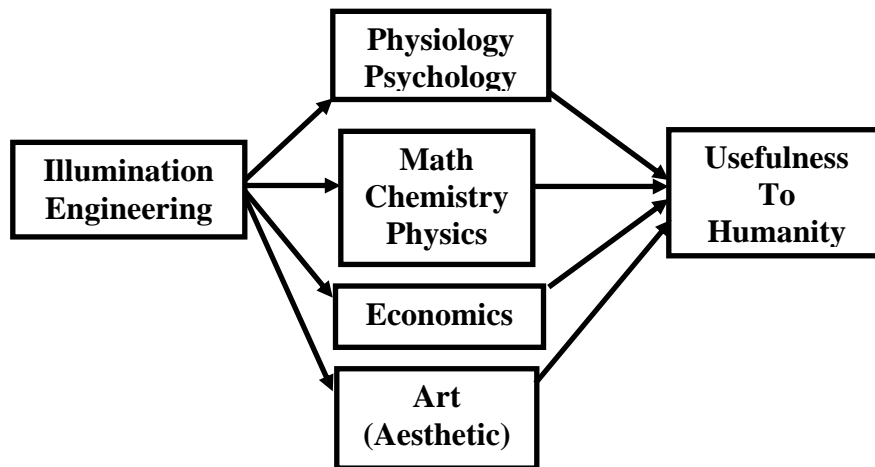 Physiology
Psychology
Illumination
Engineering
Math
Chemistry
Physics
Usefulness
To
Humanity
Economics
Art
(Aesthetic)